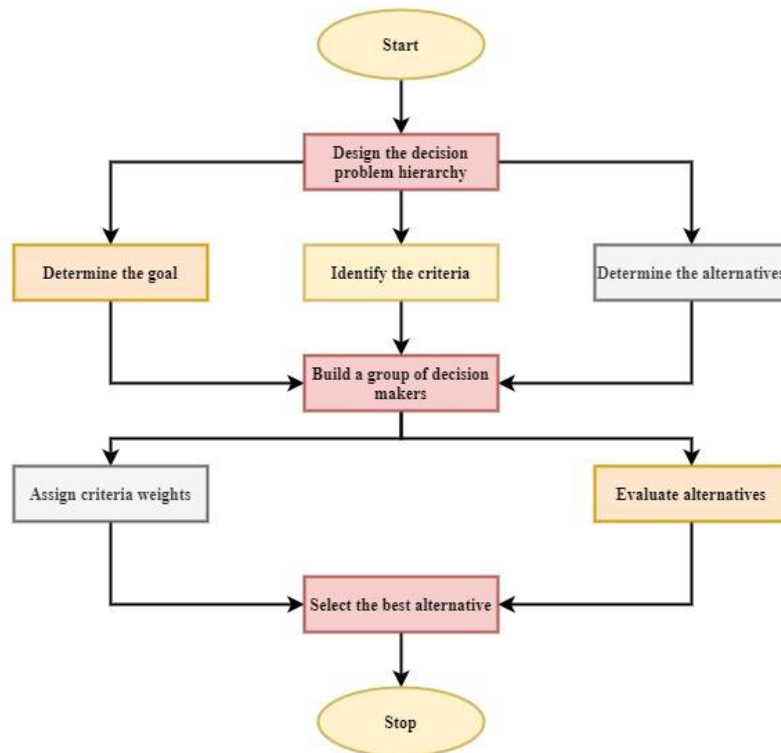 Start
Design the decision
problem hierarchy
Determine the goal
Identify the criteria
Determine the alternatives
Build a group of decision
makers
Assign criteria weights
Evaluate alternatives
Select the best alternative
Stop